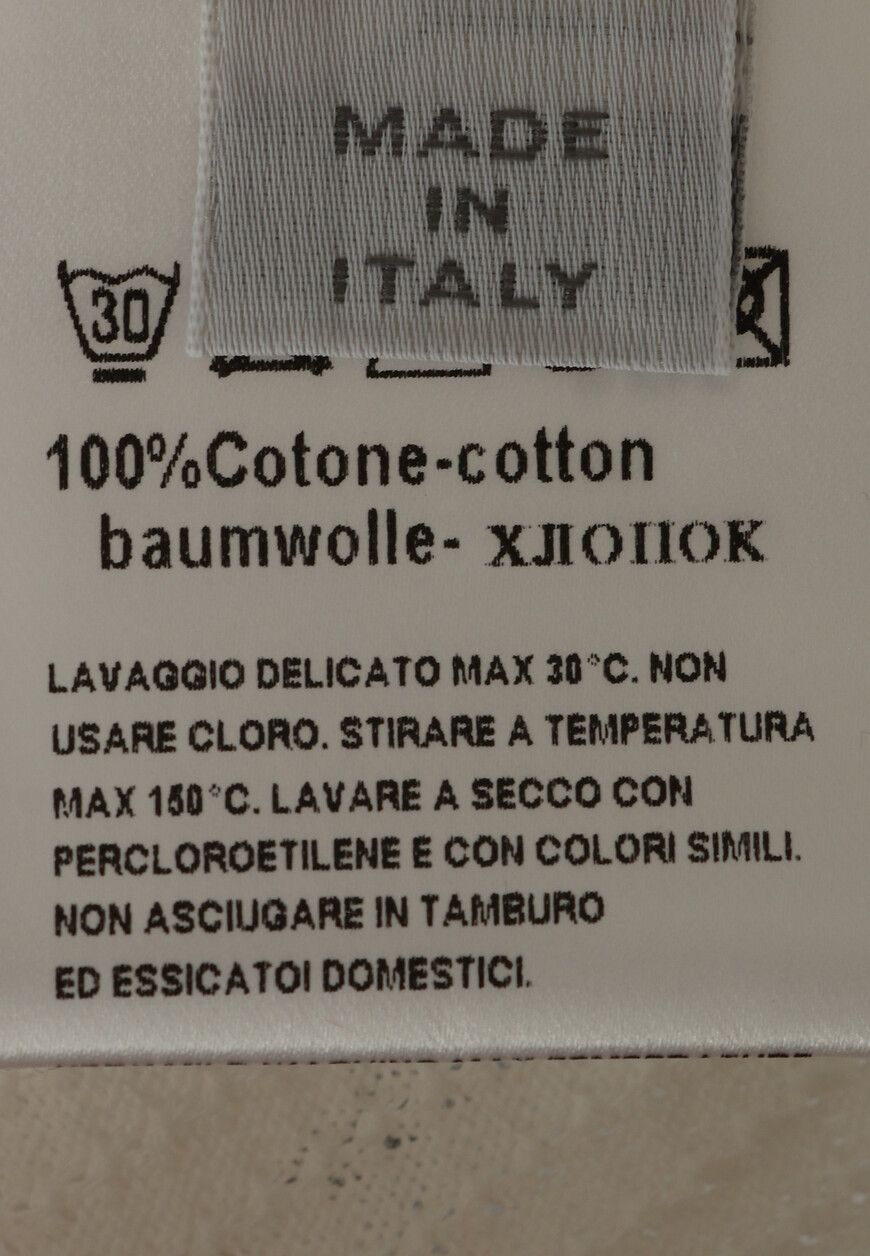 MADE
IN
ITALY
30
100%Cotone-cotton
baumwolle- хлопок
LAVAGGIO DELICATO MAX 30°C. NON
USARE CLORO. STIRARE A TEMPERATURA
MAX 150°C. LAVARE A SECCO CON
PERCLOROETILENE E CON COLORI SIMILI.
NON ASCIUGARE IN TAMBURO
ED ESSICATOI DOMESTICI.